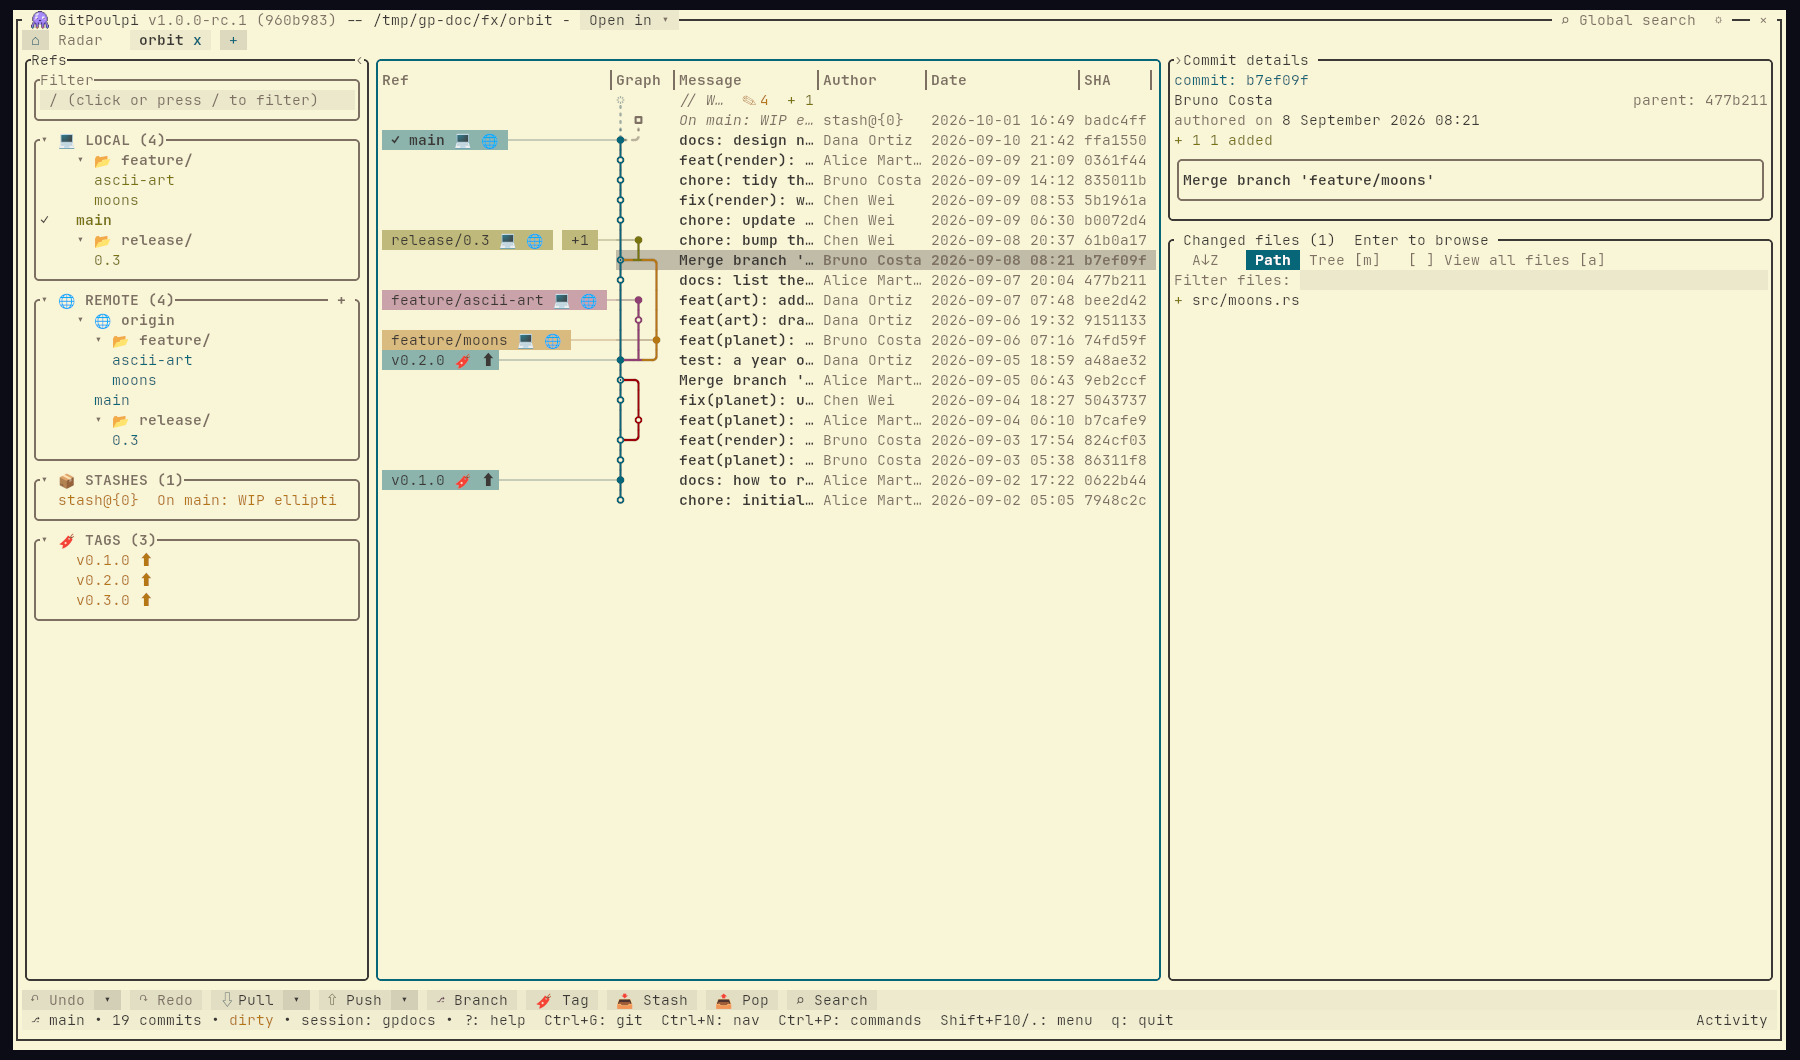 GitPoulpi v1.0.0-rc.1 (960b983) —— /tmp/gp-doc/fx/orbit - Open in ▾ ⌕ Global search ×
⌂ Radar orbit x +
Refs ‹
Filter
/ (click or press / to filter)
▾ LOCAL (4)
▾ feature/
ascii-art
moons
✓ main
▾ release/
0.3
▾ REMOTE (4) +
▾ origin
▾ feature/
ascii-art
moons
main
▾ release/
0.3
▾ STASHES (1)
stash@{0} On main: WIP ellipti
▾ TAGS (3)
v0.1.0 ⬆
v0.2.0 ⬆
v0.3.0 ⬆
Ref Graph Message Author Date SHA
// W… ✎4 + 1
On main: WIP e… stash@{0} 2026-10-01 16:49 badc4ff
✓ main docs: design n… Dana Ortiz 2026-09-10 21:42 ffa1550
feat(render): … Alice Mart… 2026-09-09 21:09 0361f44
chore: tidy th… Bruno Costa 2026-09-09 14:12 835011b
fix(render): w… Chen Wei 2026-09-09 08:53 5b1961a
chore: update … Chen Wei 2026-09-09 06:30 b0072d4
release/0.3 +1 chore: bump th… Chen Wei 2026-09-08 20:37 61b0a17
Merge branch '… Bruno Costa 2026-09-08 08:21 b7ef09f
docs: list the… Alice Mart… 2026-09-07 20:04 477b211
feature/ascii-art feat(art): add… Dana Ortiz 2026-09-07 07:48 bee2d42
feat(art): dra… Dana Ortiz 2026-09-06 19:32 9151133
feature/moons feat(planet): … Bruno Costa 2026-09-06 07:16 74fd59f
v0.2.0 ⬆ test: a year o… Dana Ortiz 2026-09-05 18:59 a48ae32
Merge branch '… Alice Mart… 2026-09-05 06:43 9eb2ccf
fix(planet): u… Chen Wei 2026-09-04 18:27 5043737
feat(planet): … Alice Mart… 2026-09-04 06:10 b7cafe9
feat(render): … Bruno Costa 2026-09-03 17:54 824cf03
feat(planet): … Bruno Costa 2026-09-03 05:38 86311f8
v0.1.0 ⬆ docs: how to r… Alice Mart… 2026-09-02 17:22 0622b44
chore: initial… Alice Mart… 2026-09-02 05:05 7948c2c
›Commit details
commit: b7ef09f
Bruno Costa parent: 477b211
authored on 8 September 2026 08:21
+ 1 1 added
Merge branch 'feature/moons'
Changed files (1) Enter to browse
A↓Z Path Tree [m] [ ] View all files [a]
Filter files:
+ src/moons.rs
↶ Undo ▾ ↷ Redo ⇩Pull ▾ ⇧ Push ▾ ⎇ Branch Tag Stash Pop ⌕ Search
⎇ main • 19 commits • dirty • session: gpdocs • ?: help Ctrl+G: git Ctrl+N: nav Ctrl+P: commands Shift+F10/.: menu q: quit Activity